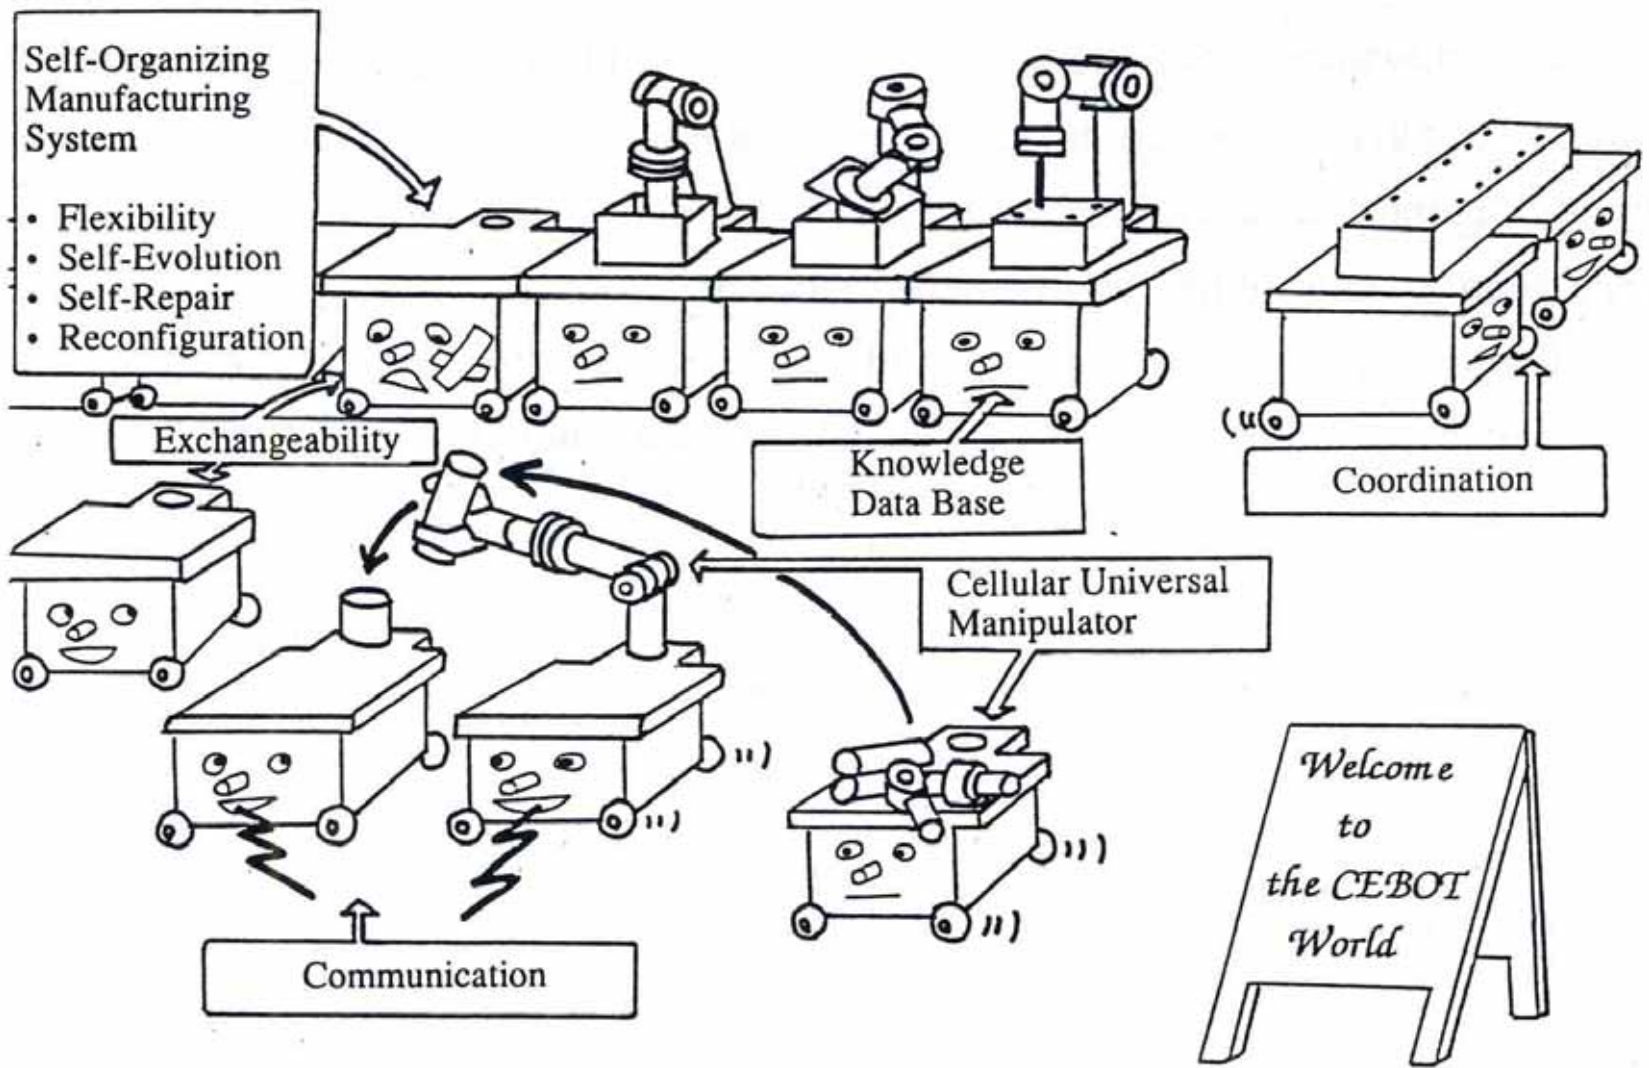 Self-Organizing
Manufacturing
System
• Flexibility
• Self-Evolution
• Self-Repair
• Reconfiguration
Exchangeability
Knowledge
Data Base
Coordination
Cellular Universal
Manipulator
Communication
Welcome
to
the CEBOT
World